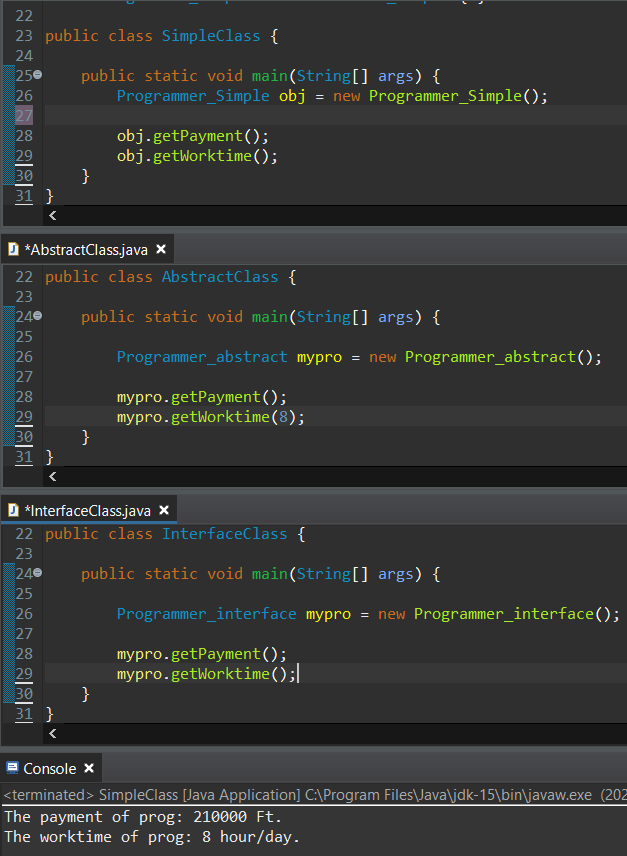 22
23 public class SimpleClass {
24
25 public static void main(String[] args) {
26 Programmer_Simple obj = new Programmer_Simple();
27
28 obj.getPayment();
29 obj.getWorktime();
30 }
31 }
<
*AbstractClass.java ×
22 public class AbstractClass {
23
24 public static void main(String[] args) {
25
26 Programmer_abstract mypro = new Programmer_abstract();
27
28 mypro.getPayment();
29 mypro.getWorktime(8);
30 }
31 }
<
*InterfaceClass.java ×
22 public class InterfaceClass {
23
24 public static void main(String[] args) {
25
26 Programmer_interface mypro = new Programmer_interface();
27
28 mypro.getPayment();
29 mypro.getWorktime();
30 }
31 }
<
Console ×
<terminated> SimpleClass [Java Application] C:\Program Files\Java\jdk-15\bin\javaw.exe (202
The payment of prog: 210000 Ft.
The worktime of prog: 8 hour/day.